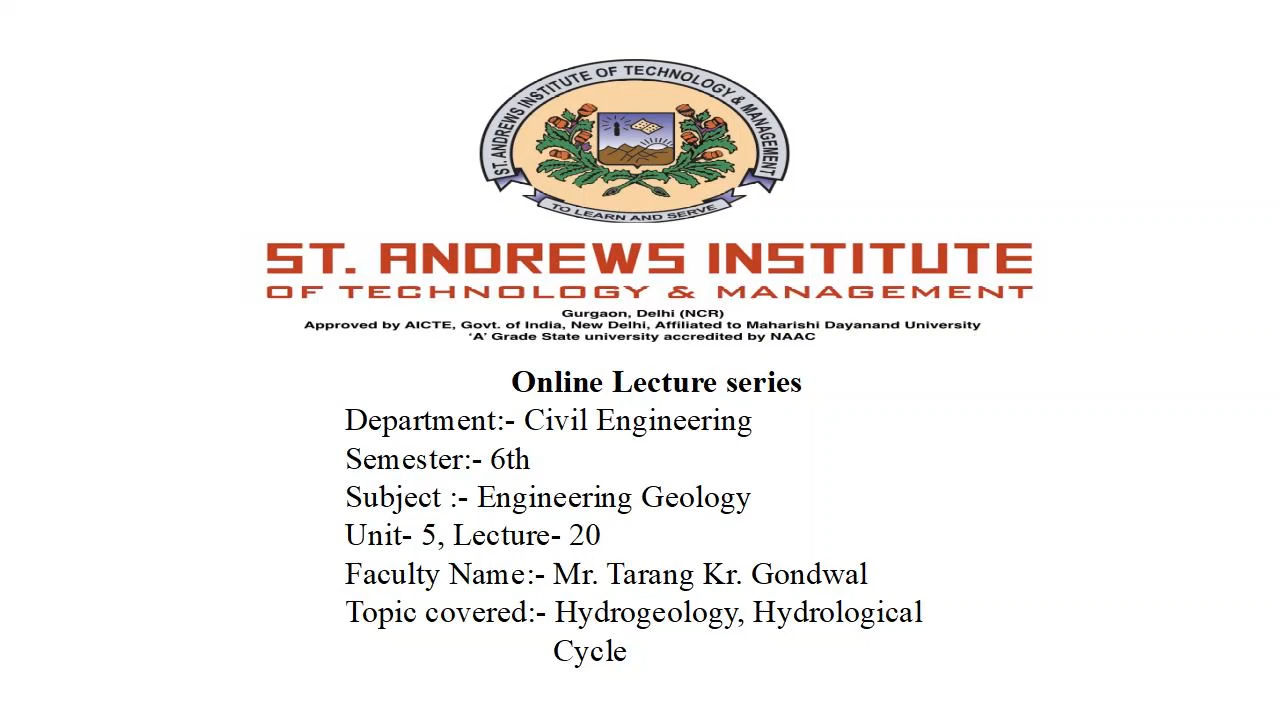 ST. ANDREWS INSTITUTE OF TECHNOLOGY & MANAGEMENT
TO LEARN AND SERVE
ST. ANDREWS INSTITUTE
OF TECHNOLOGY & MANAGEMENT
Gurgaon, Delhi (NCR)
Approved by AICTE, Govt. of India, New Delhi, Affiliated to Maharishi Dayanand University
‘A’ Grade State university accredited by NAAC
Online Lecture series
Department:- Civil Engineering
Semester:- 6th
Subject :- Engineering Geology
Unit- 5, Lecture- 20
Faculty Name:- Mr. Tarang Kr. Gondwal
Topic covered:- Hydrogeology, Hydrological
Cycle